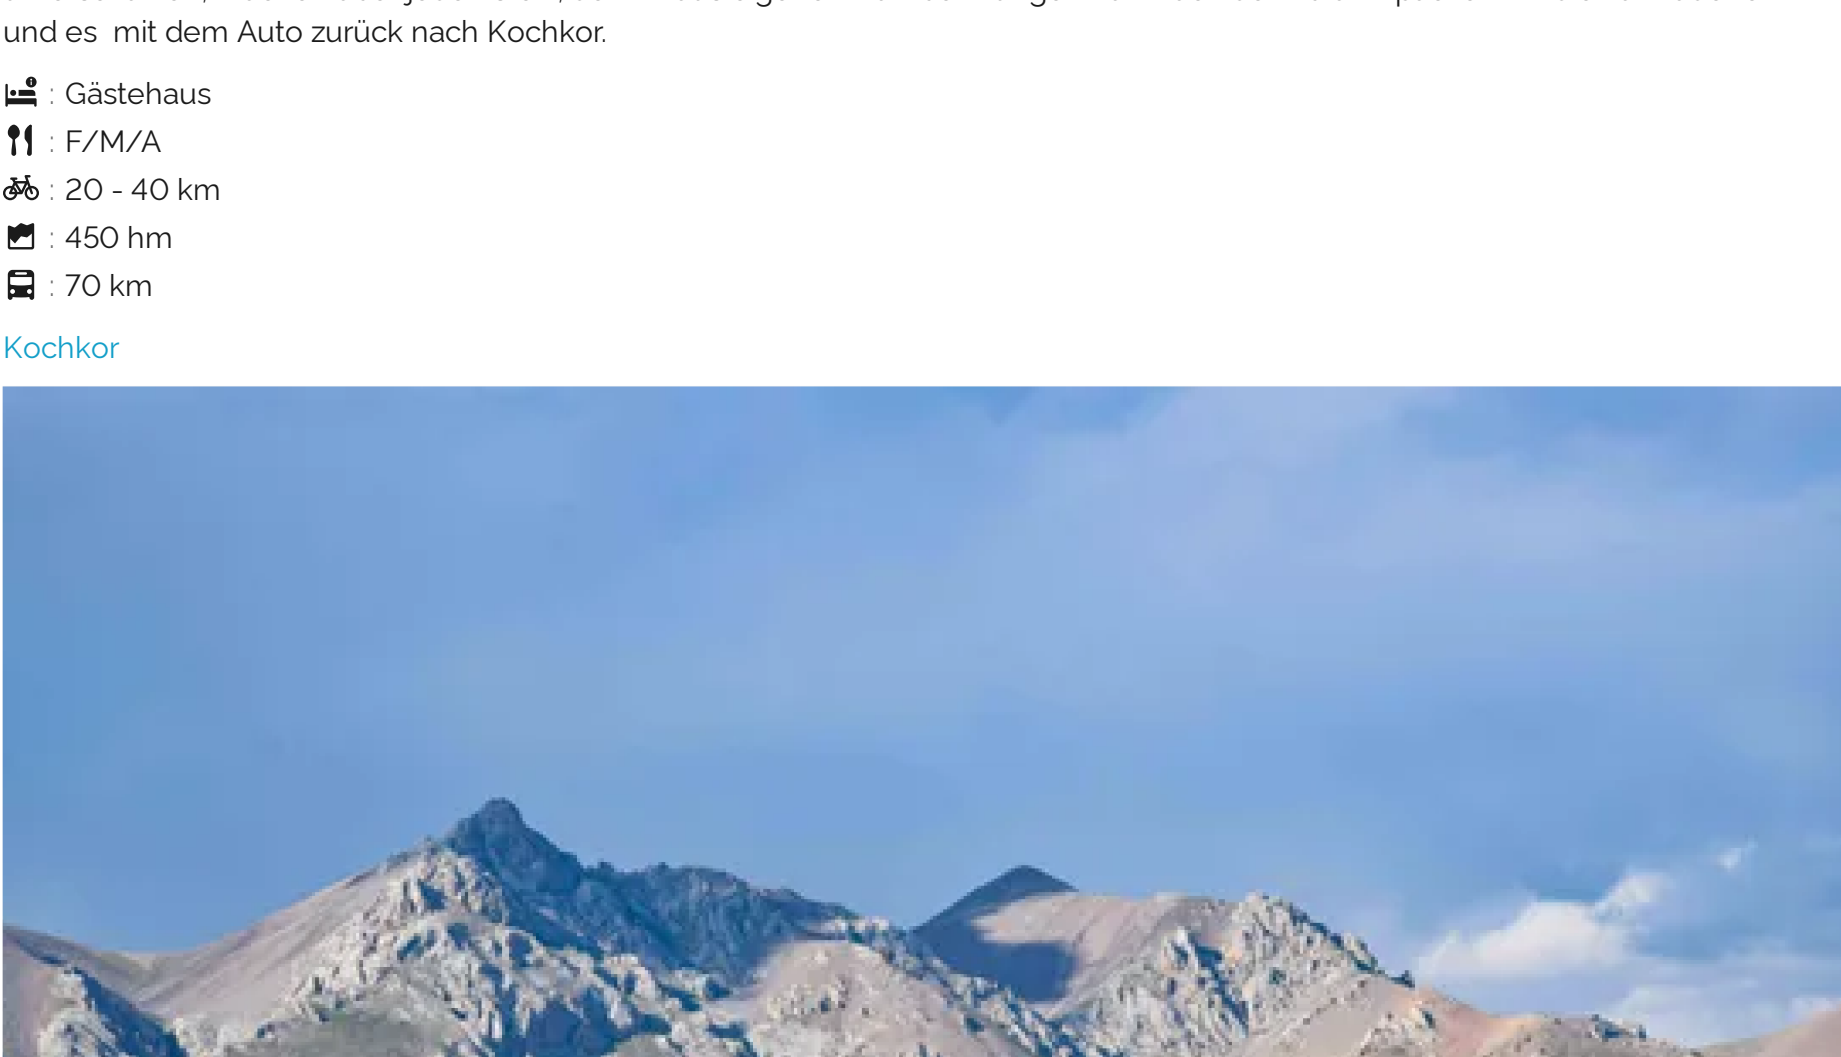 und es  mit dem Auto zurück nach Kochkor.
: Gästehaus
: F/M/A
: 20 - 40 km
: 450 hm
: 70 km
Kochkor